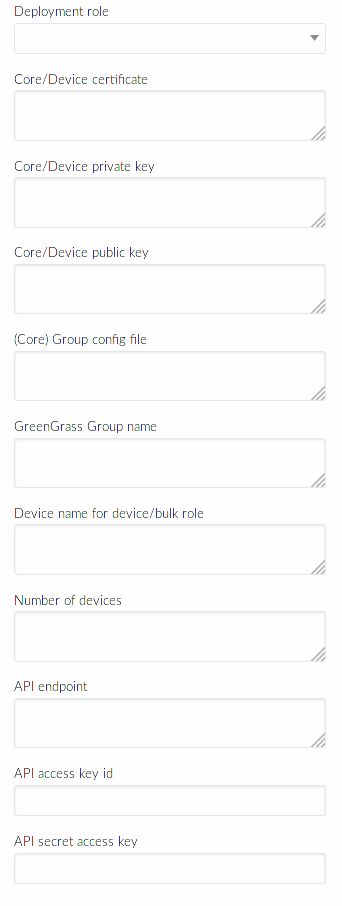 Deployment role
Core/Device certificate
Core/Device private key
Core/Device public key
(Core) Group config file
GreenGrass Group name
Device name for device/bulk role
Number of devices
API endpoint
API access key id
API secret access key